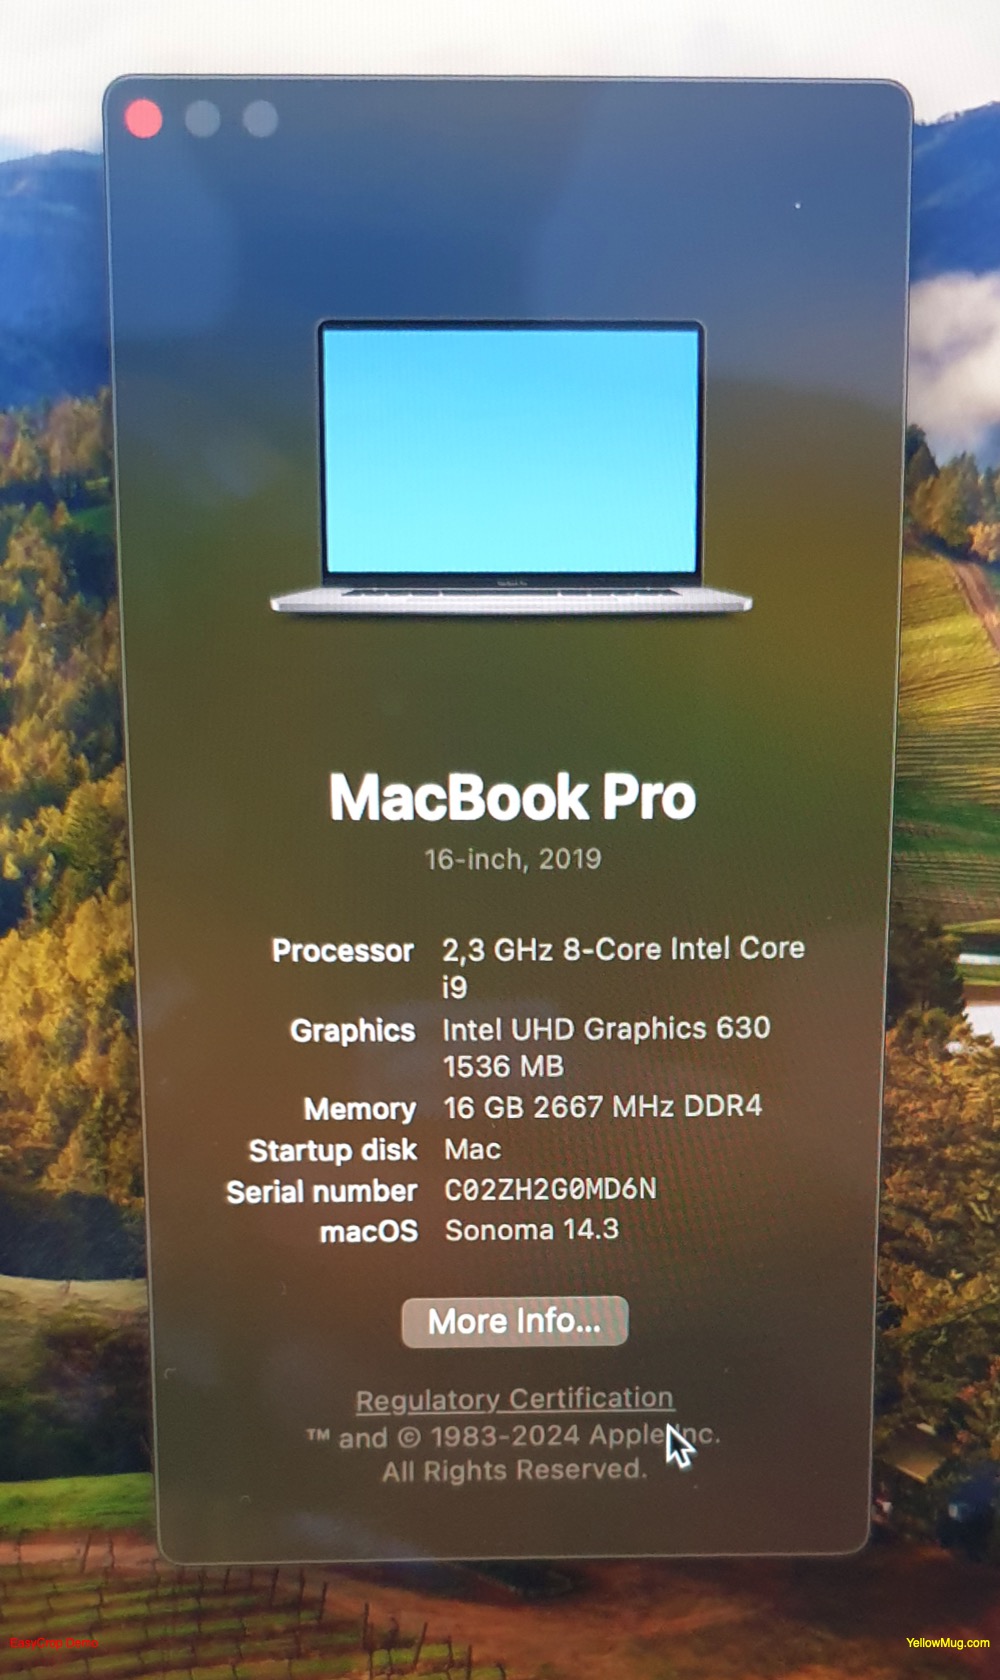 MacBook Pro
16-inch, 2019
Processor 2,3 GHz 8-Core Intel Core
i9
Graphics Intel UHD Graphics 630
1536 MB
Memory 16 GB 2667 MHz DDR4
Startup disk Mac
Serial number C02ZH2G0MD6N
macOS Sonoma 14.3
More Info...
Regulatory Certification
™ and © 1983-2024 Apple Inc.
All Rights Reserved.
EasyCrop Demo
YellowMug.com